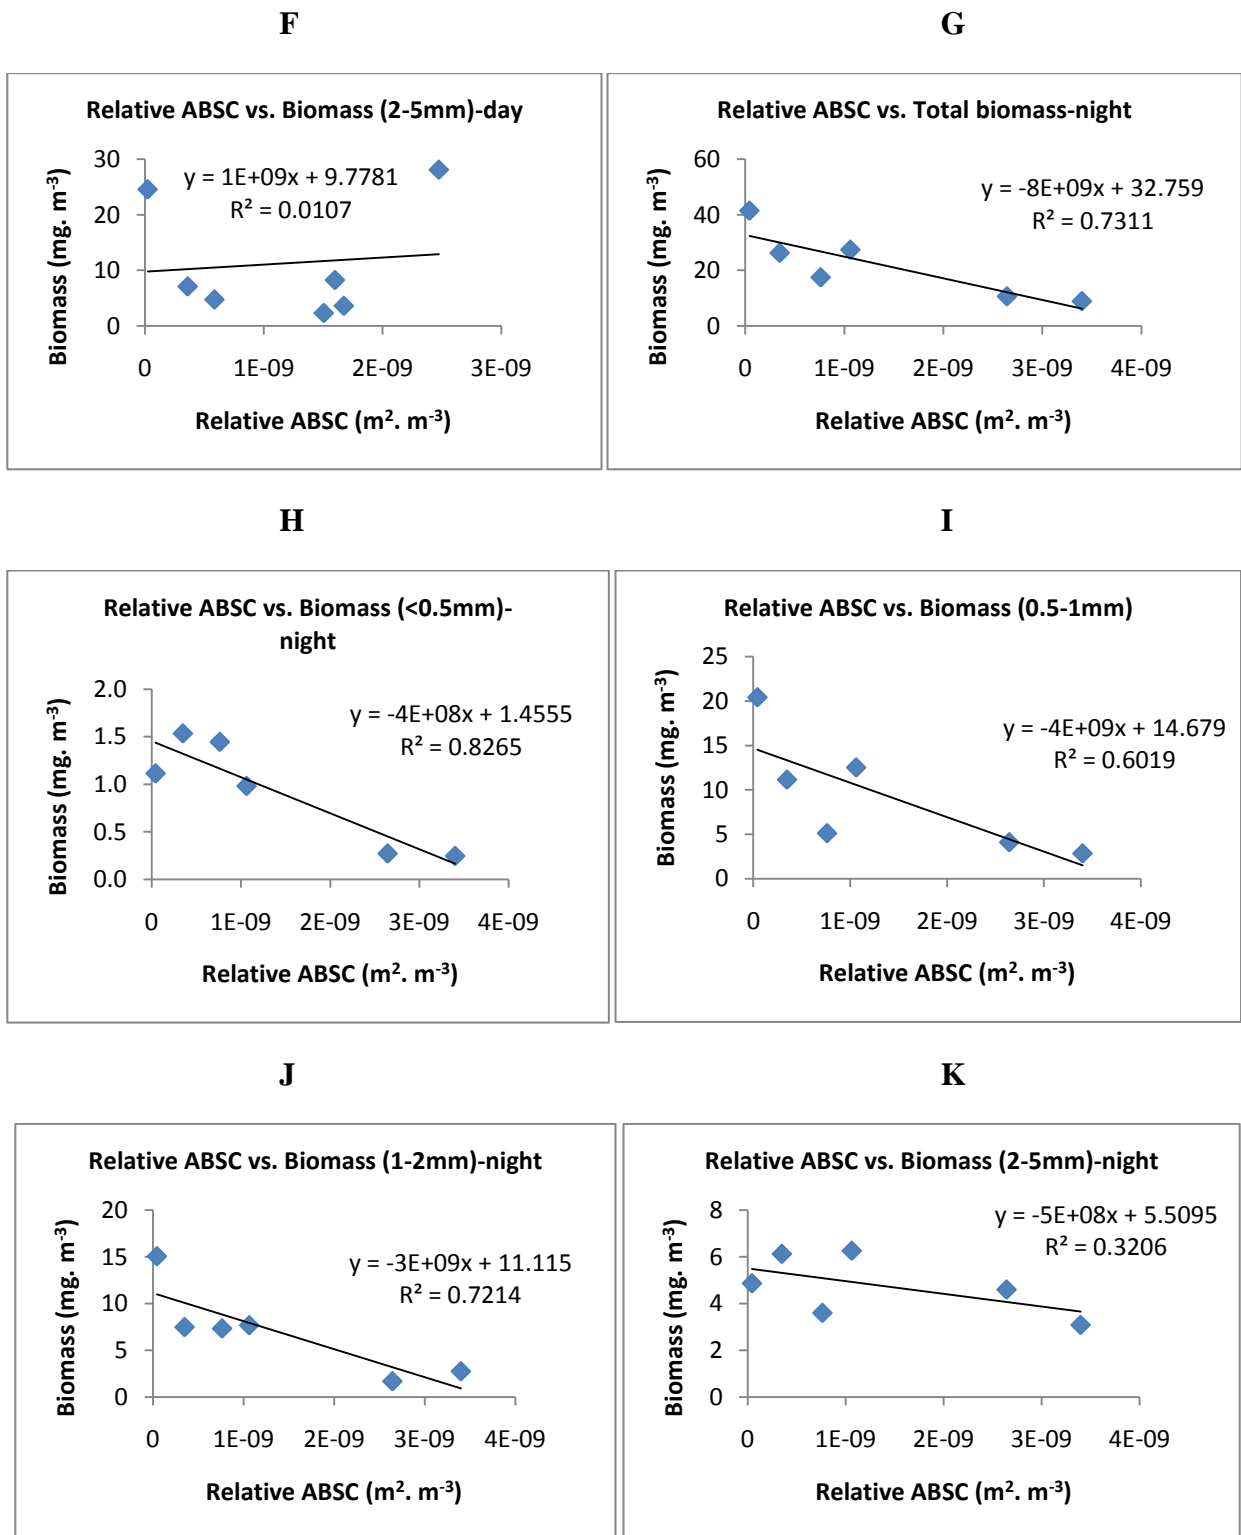 F
G
Relative ABSC vs. Biomass (2-5mm)-day
Biomass (mg. m-3)
30
20
10
0
y = 1E+09x + 9.7781
R² = 0.0107
0 1E-09 2E-09 3E-09
Relative ABSC (m². m-3)
Relative ABSC vs. Total biomass-night
Biomass (mg. m-3)
60
40
20
0
y = -8E+09x + 32.759
R² = 0.7311
0 1E-09 2E-09 3E-09 4E-09
Relative ABSC (m². m-3)
H
I
Relative ABSC vs. Biomass (<0.5mm)-
night
Biomass (mg. m-3)
2.0
1.5
1.0
0.5
0.0
y = -4E+08x + 1.4555
R² = 0.8265
0 1E-09 2E-09 3E-09 4E-09
Relative ABSC (m². m-3)
Relative ABSC vs. Biomass (0.5-1mm)
Biomass (mg. m-3)
25
20
15
10
5
0
y = -4E+09x + 14.679
R² = 0.6019
0 1E-09 2E-09 3E-09 4E-09
Relative ABSC (m². m-3)
J
K
Relative ABSC vs. Biomass (1-2mm)-night
Biomass (mg. m-3)
20
15
10
5
0
y = -3E+09x + 11.115
R² = 0.7214
0 1E-09 2E-09 3E-09 4E-09
Relative ABSC (m². m-3)
Relative ABSC vs. Biomass (2-5mm)-night
Biomass (mg. m-3)
8
6
4
2
0
y = -5E+08x + 5.5095
R² = 0.3206
0 1E-09 2E-09 3E-09 4E-09
Relative ABSC (m². m-3)